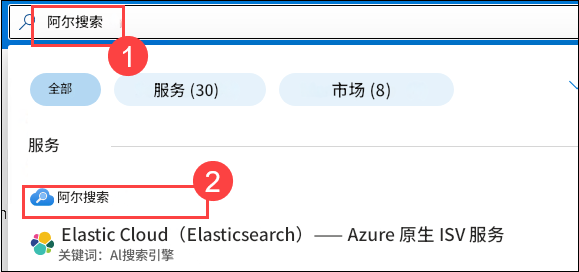 阿尔搜索
1
全部
服务 (30)
市场 (8)
服务
2
阿尔搜索
Elastic Cloud（Elasticsearch）—— Azure 原生 ISV 服务
关键词：AI搜索引擎